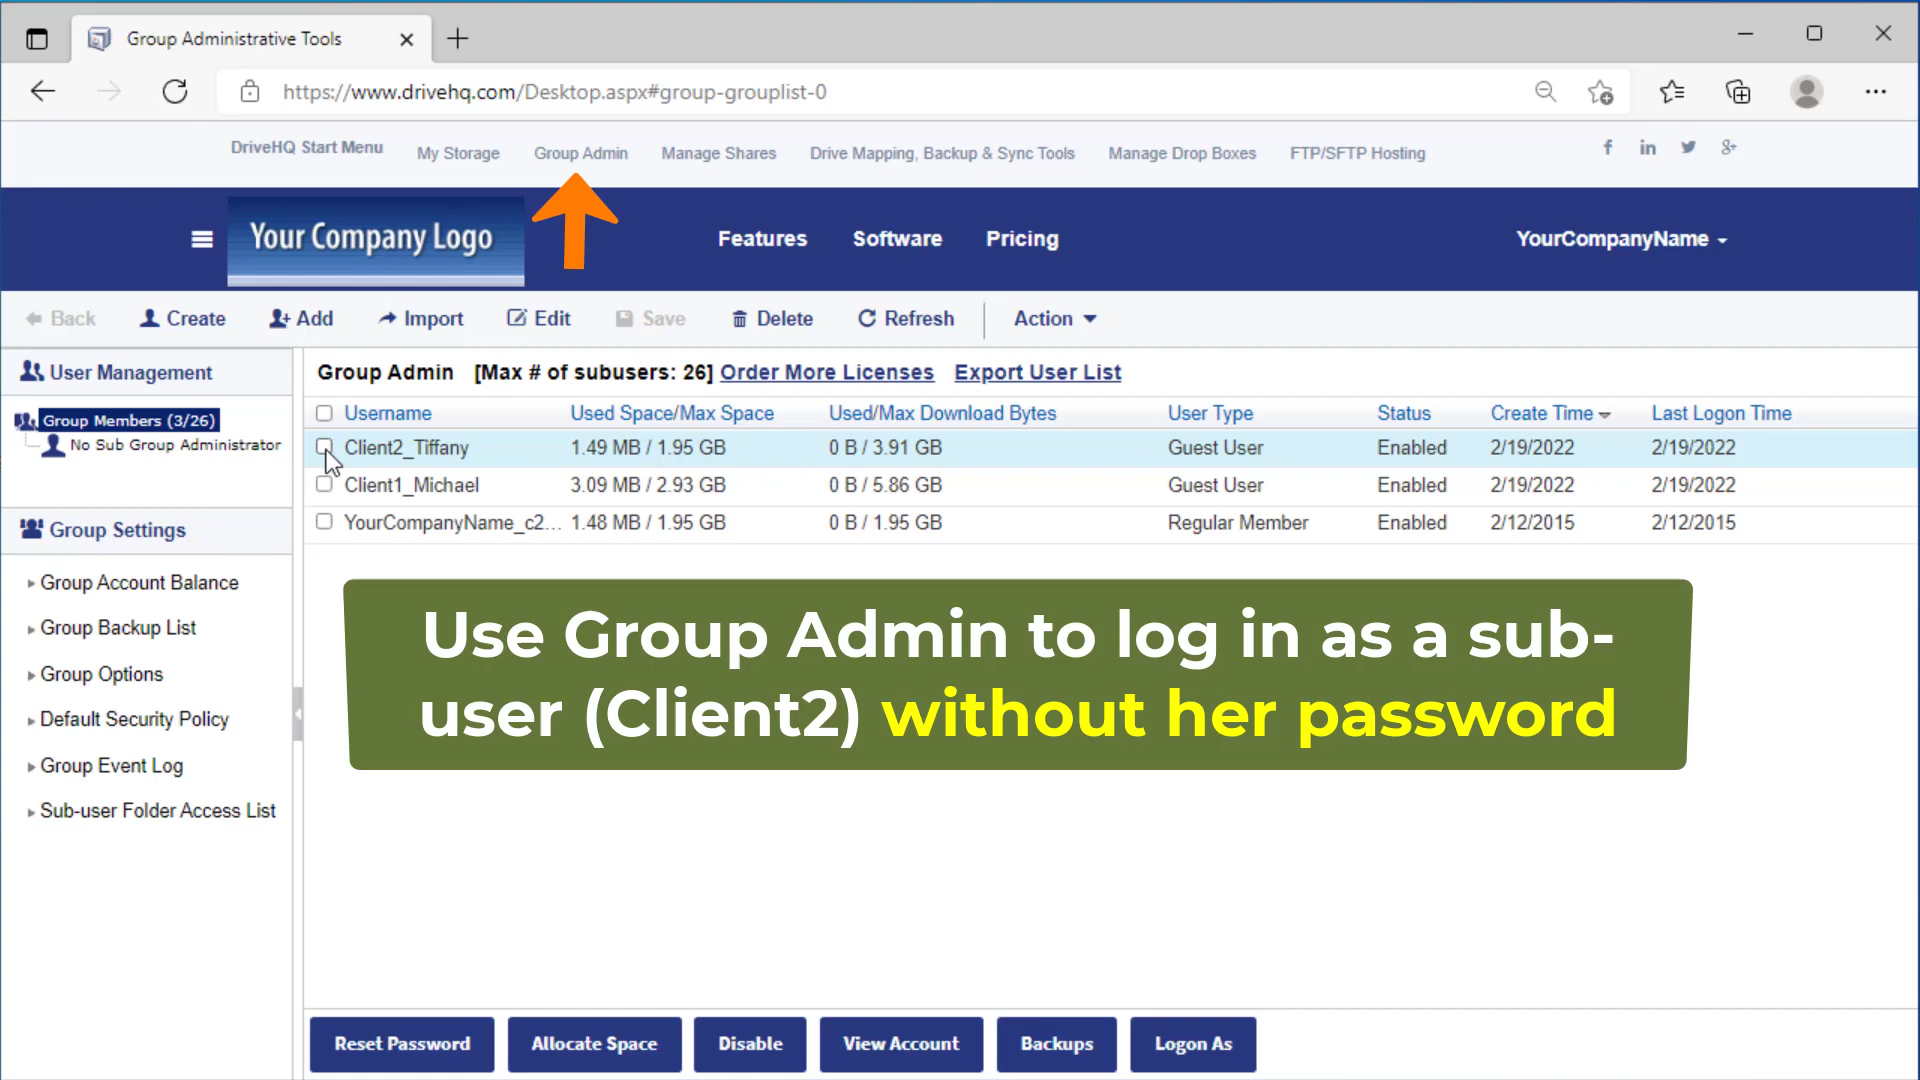 Group Administrative Tools
https://www.drivehq.com/Desktop.aspx#group-grouplist-0
DriveHQ Start Menu My Storage Group Admin Manage Shares Drive Mapping, Backup & Sync Tools Manage Drop Boxes FTP/SFTP Hosting
Your Company Logo Features Software Pricing YourCompanyName
Back Create Add Import Edit Save Delete Refresh Action
User Management
Group Members (3/26)
No Sub Group Administrator
Group Settings
Group Account Balance
Group Backup List
Group Options
Default Security Policy
Group Event Log
Sub-user Folder Access List
Group Admin [Max # of subusers: 26] Order More Licenses Export User List
Username Used Space/Max Space Used/Max Download Bytes User Type Status Create Time Last Logon Time
Client2_Tiffany 1.49 MB / 1.95 GB 0 B / 3.91 GB Guest User Enabled 2/19/2022 2/19/2022
Client1_Michael 3.09 MB / 2.93 GB 0 B / 5.86 GB Guest User Enabled 2/19/2022 2/19/2022
YourCompanyName_c2... 1.48 MB / 1.95 GB 0 B / 1.95 GB Regular Member Enabled 2/12/2015 2/12/2015
Use Group Admin to log in as a sub-
user (Client2) without her password
Reset Password Allocate Space Disable View Account Backups Logon As